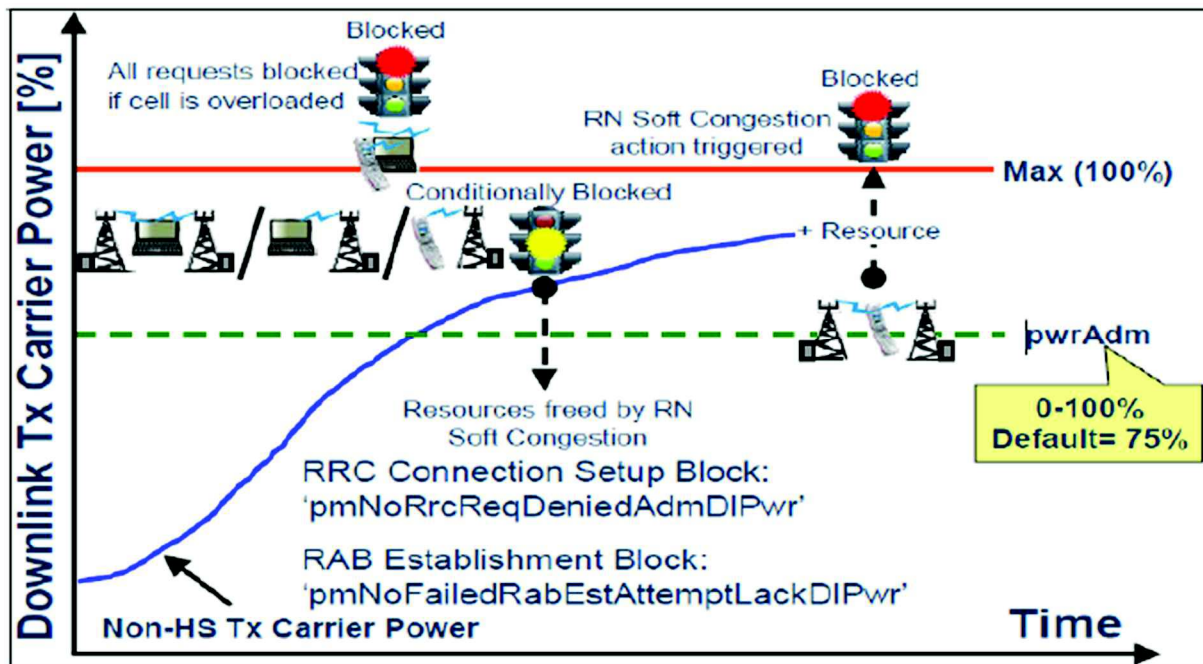 Downlink Tx Carrier Power [%]
Blocked
All requests blocked
if cell is overloaded
Blocked
RN Soft Congestion
action triggered
Max (100%)
Conditionally Blocked
+ Resource
pwrAdm
0-100%
Default= 75%
Resources freed by RN
Soft Congestion
RRC Connection Setup Block:
‘pmNoRrcReqDeniedAdmDlPwr’
RAB Establishment Block:
‘pmNoFailedRabEstAttemptLackDlPwr’
Non-HS Tx Carrier Power
Time